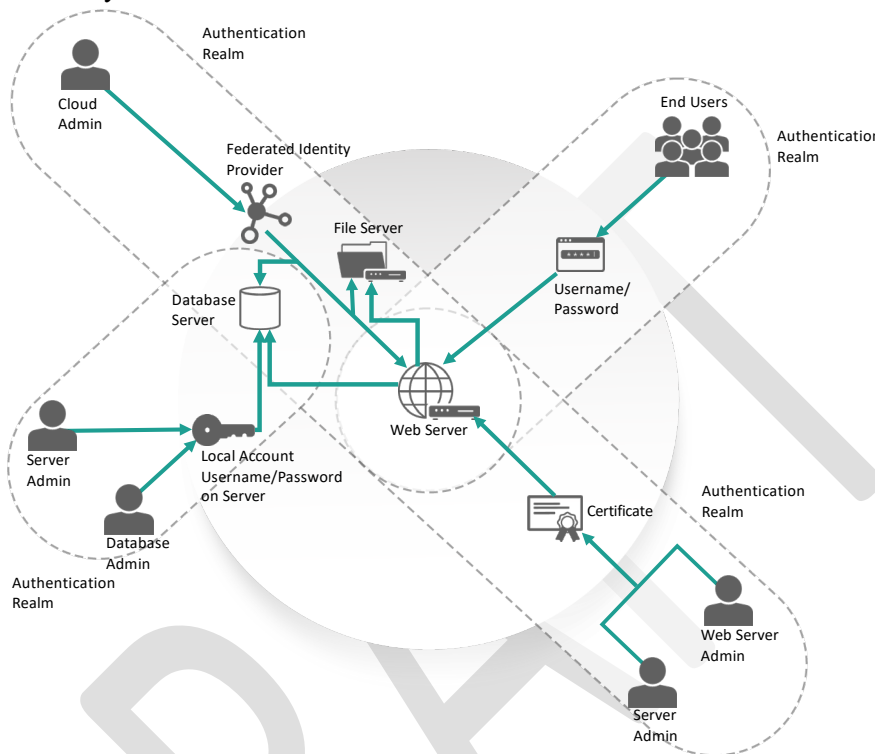 Authentication
Realm
Cloud
Admin
End Users
Authentication
Realm
Federated Identity
Provider
File Server
Username/
Password
Database
Server
Web Server
Server
Admin
Local Account
Username/Password
on Server
Database
Admin
Authentication
Realm
Certificate
Authentication
Realm
Web Server
Admin
Server
Admin